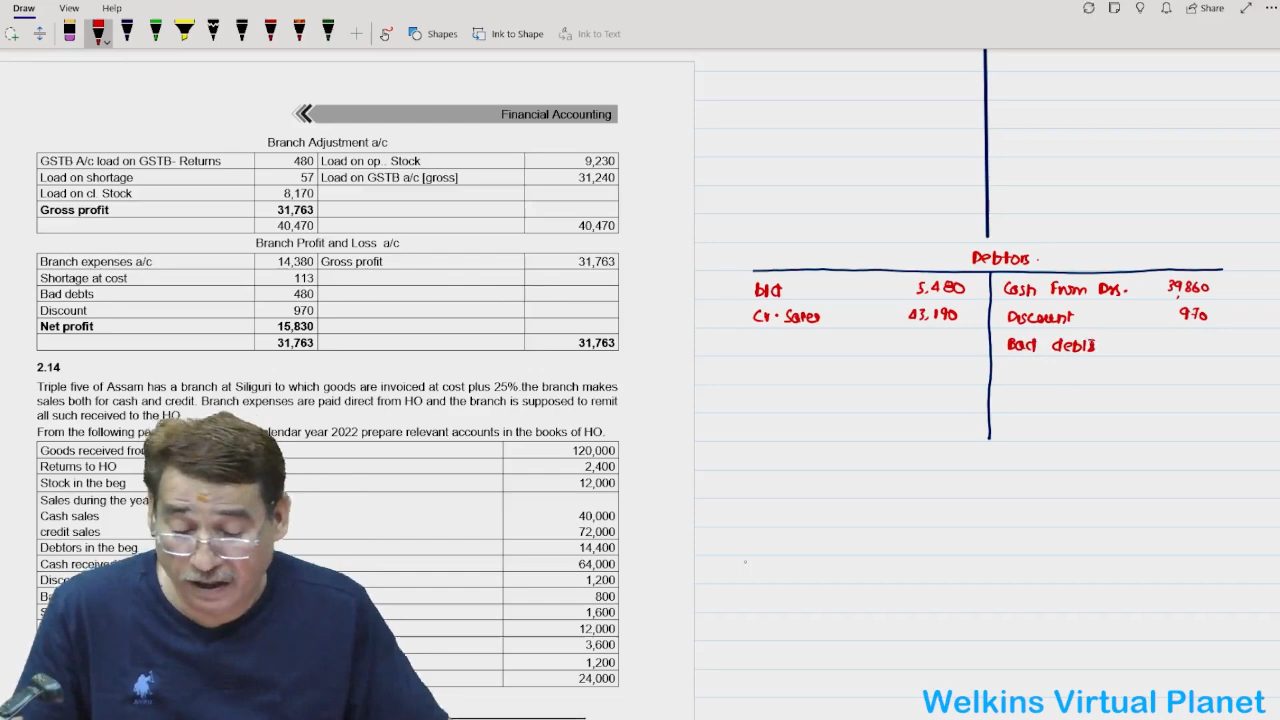 Draw View Help
Share
Shapes Ink to Shape Ink to Text
Financial Accounting
Branch Adjustment a/c
GSTB A/c load on GSTB- Returns 480 Load on op.. Stock 9,230
Load on shortage 57 Load on GSTB a/c [gross] 31,240
Load on cl. Stock 8,170
Gross profit 31,763
40,470 40,470
Branch Profit and Loss a/c
Branch expenses a/c 14,380 Gross profit 31,763
Shortage at cost 113
Bad debts 480
Discount 970
Net profit 15,830
31,763 31,763
2.14
Triple five of Assam has a branch at Siliguri to which goods are invoiced at cost plus 25%.the branch makes
sales both for cash and credit. Branch expenses are paid direct from HO and the branch is supposed to remit
all such received to the HO
From the following lendar year 2022 prepare relevant accounts in the books of HO.
Goods received 120,000
Returns to HO 2,400
Stock in the beg 12,000
Sales during the yea
Cash sales 40,000
credit sales 72,000
Debtors in the beg 14,400
Cash receive 64,000
Disc 1,200
800
1,600
12,000
3,600
1,200
24,000
Debtors.
b/d 5,480 Cash From Drs. 39,860
Cr. Sales 43,190 Discount 970
Bad debts
Welkins Virtual Planet